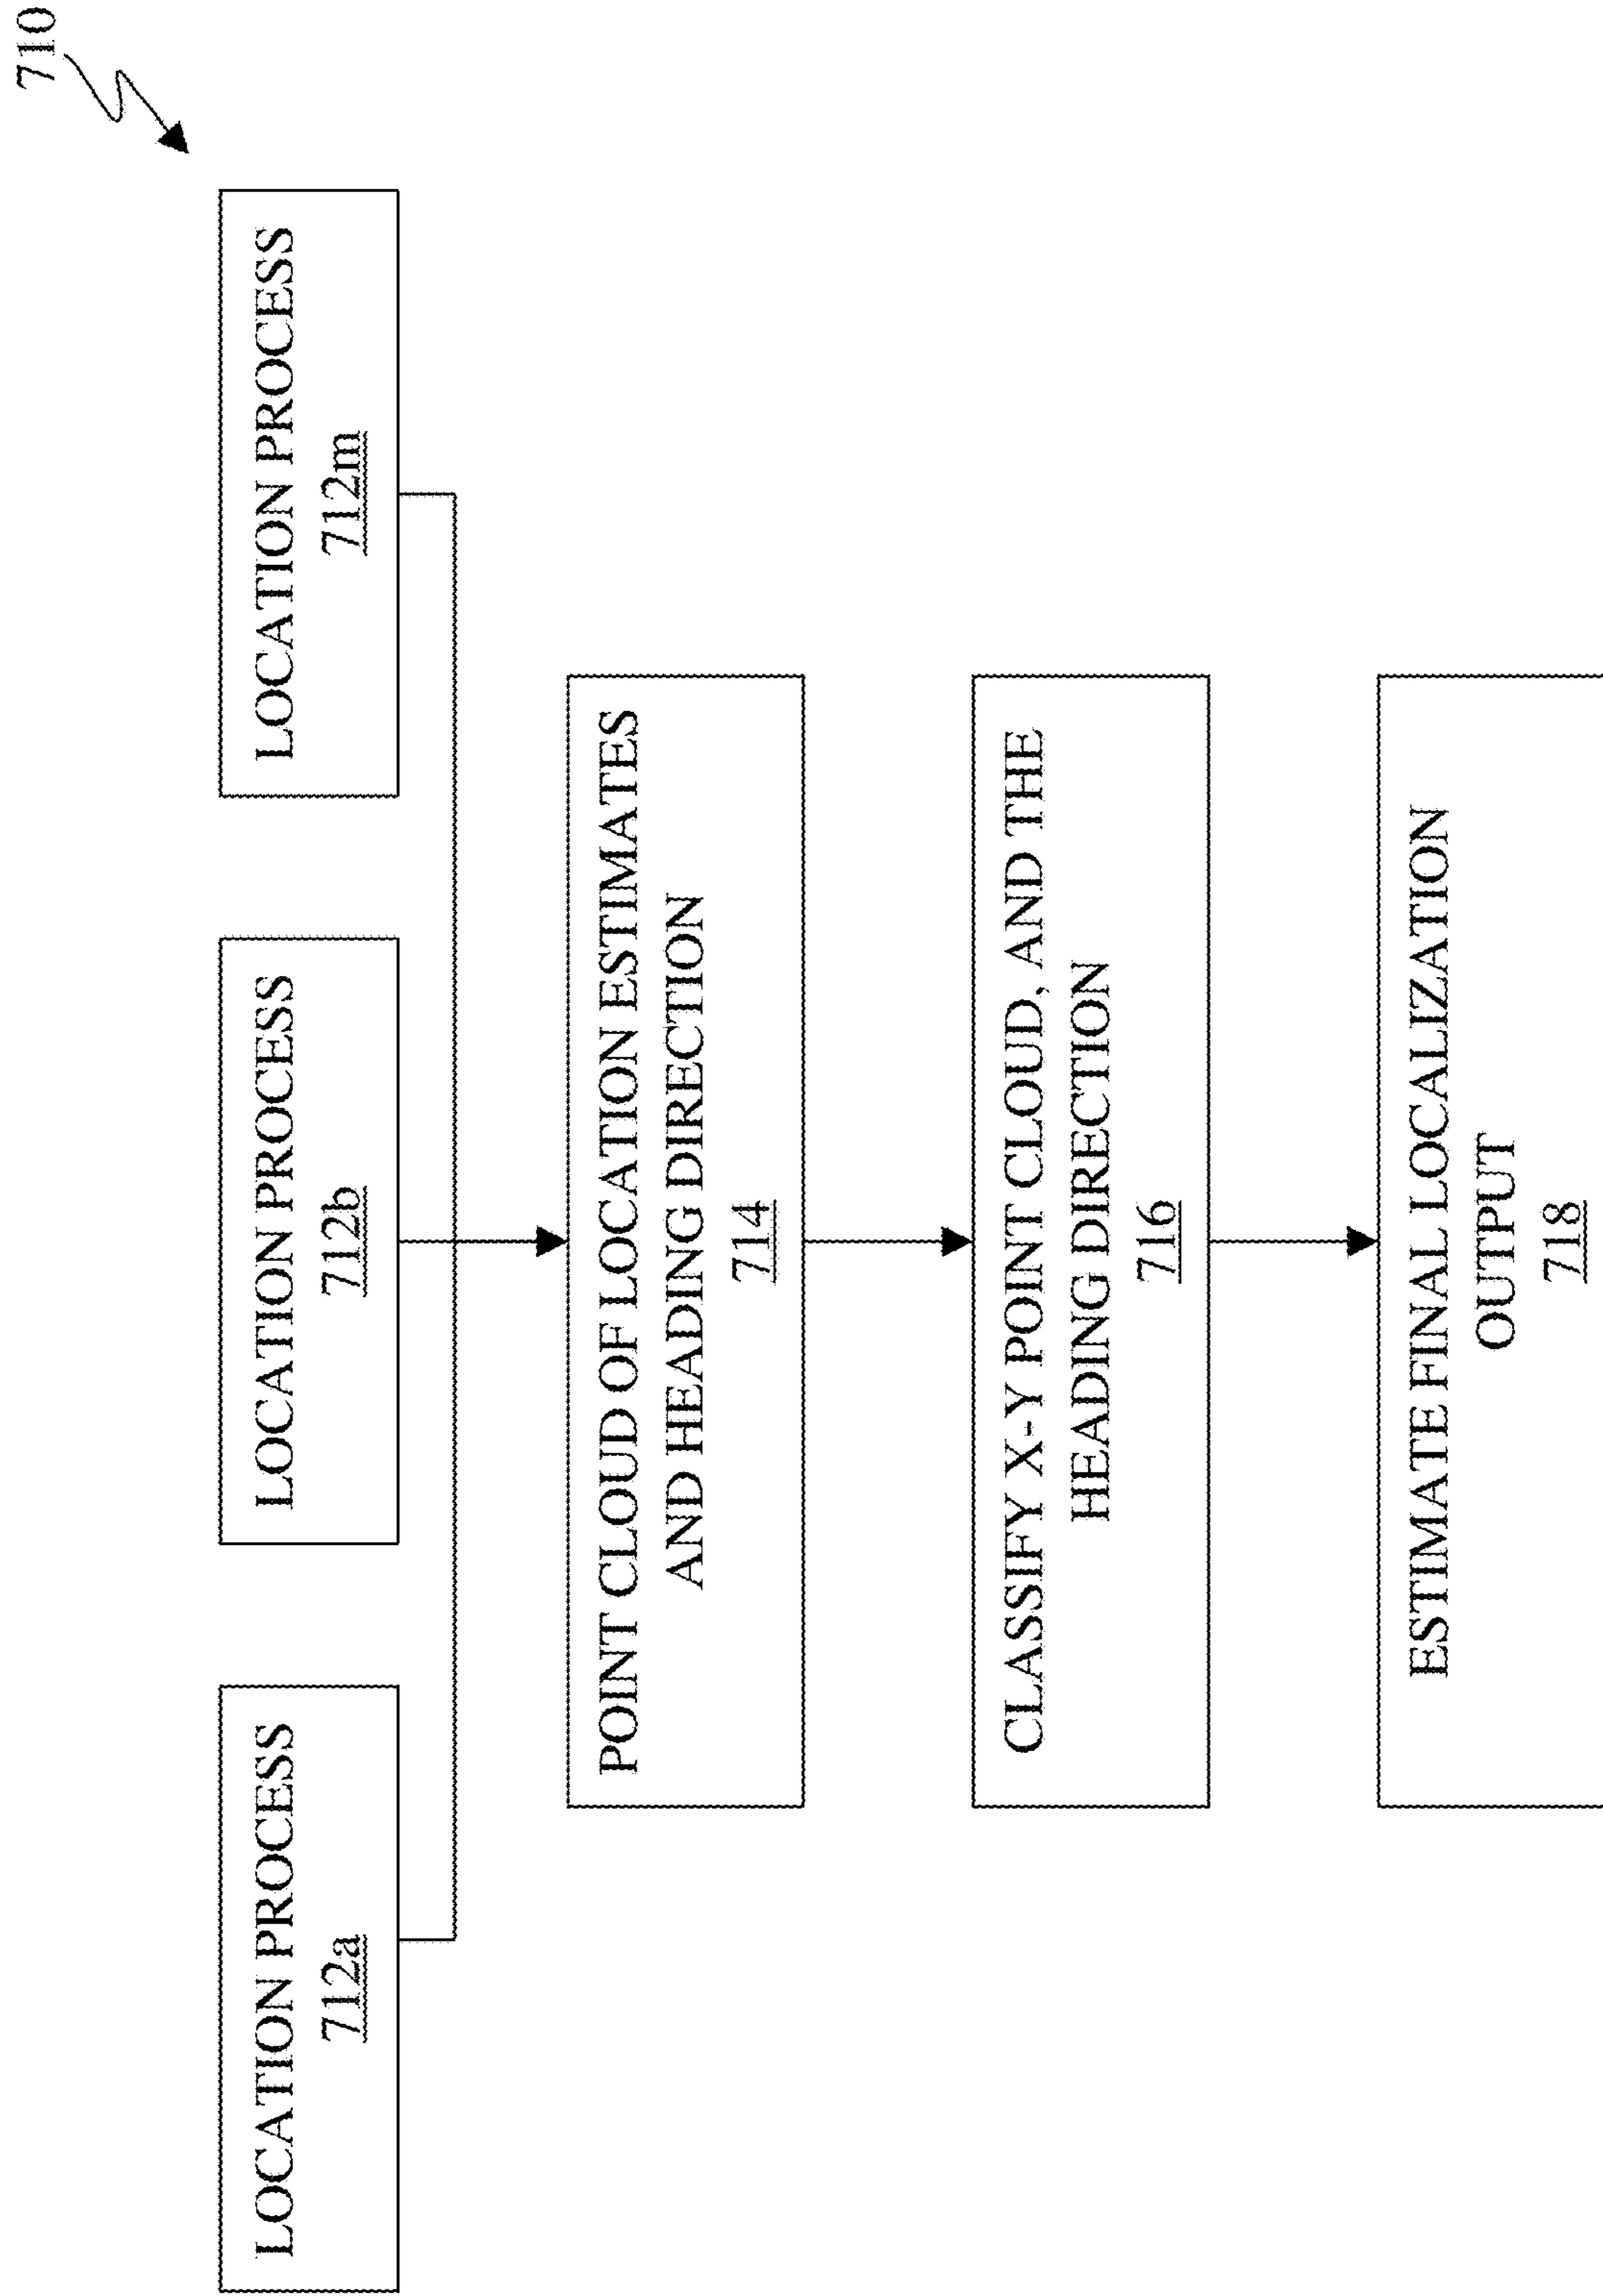 710
LOCATION PROCESS
712a
LOCATION PROCESS
712b
LOCATION PROCESS
712m
POINT CLOUD OF LOCATION ESTIMATES
AND HEADING DIRECTION
714
CLASSIFY X-Y POINT CLOUD, AND THE
HEADING DIRECTION
716
ESTIMATE FINAL LOCALIZATION
OUTPUT
718